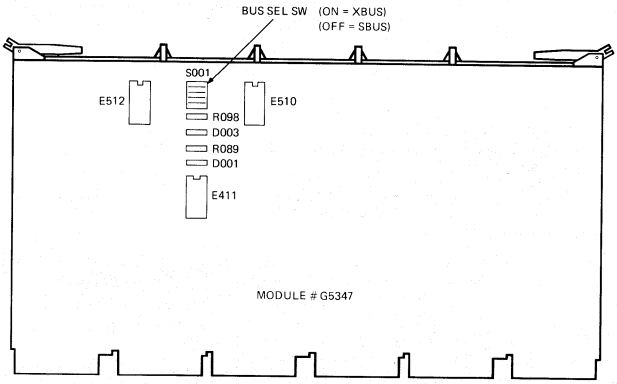 BUS SEL SW (ON = XBUS)
(OFF = SBUS)
S001
E512
E510
R098
D003
R089
D001
E411
MODULE # G5347